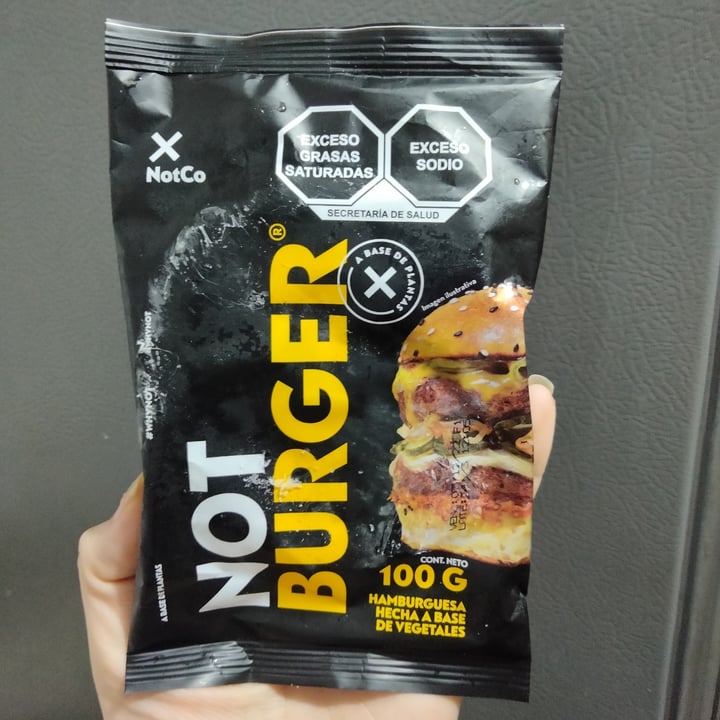 EXCESO
GRASAS
SATURADAS
EXCESO
SODIO
SECRETARÍA DE SALUD
NotCo
NOT
BURGER®
A BASE DE PLANTAS
Imagen Ilustrativa
#WHYNOT
A BASE DE PLANTAS
CONT. NETO
100 G
HAMBURGUESA
HECHA A BASE
DE VEGETALES